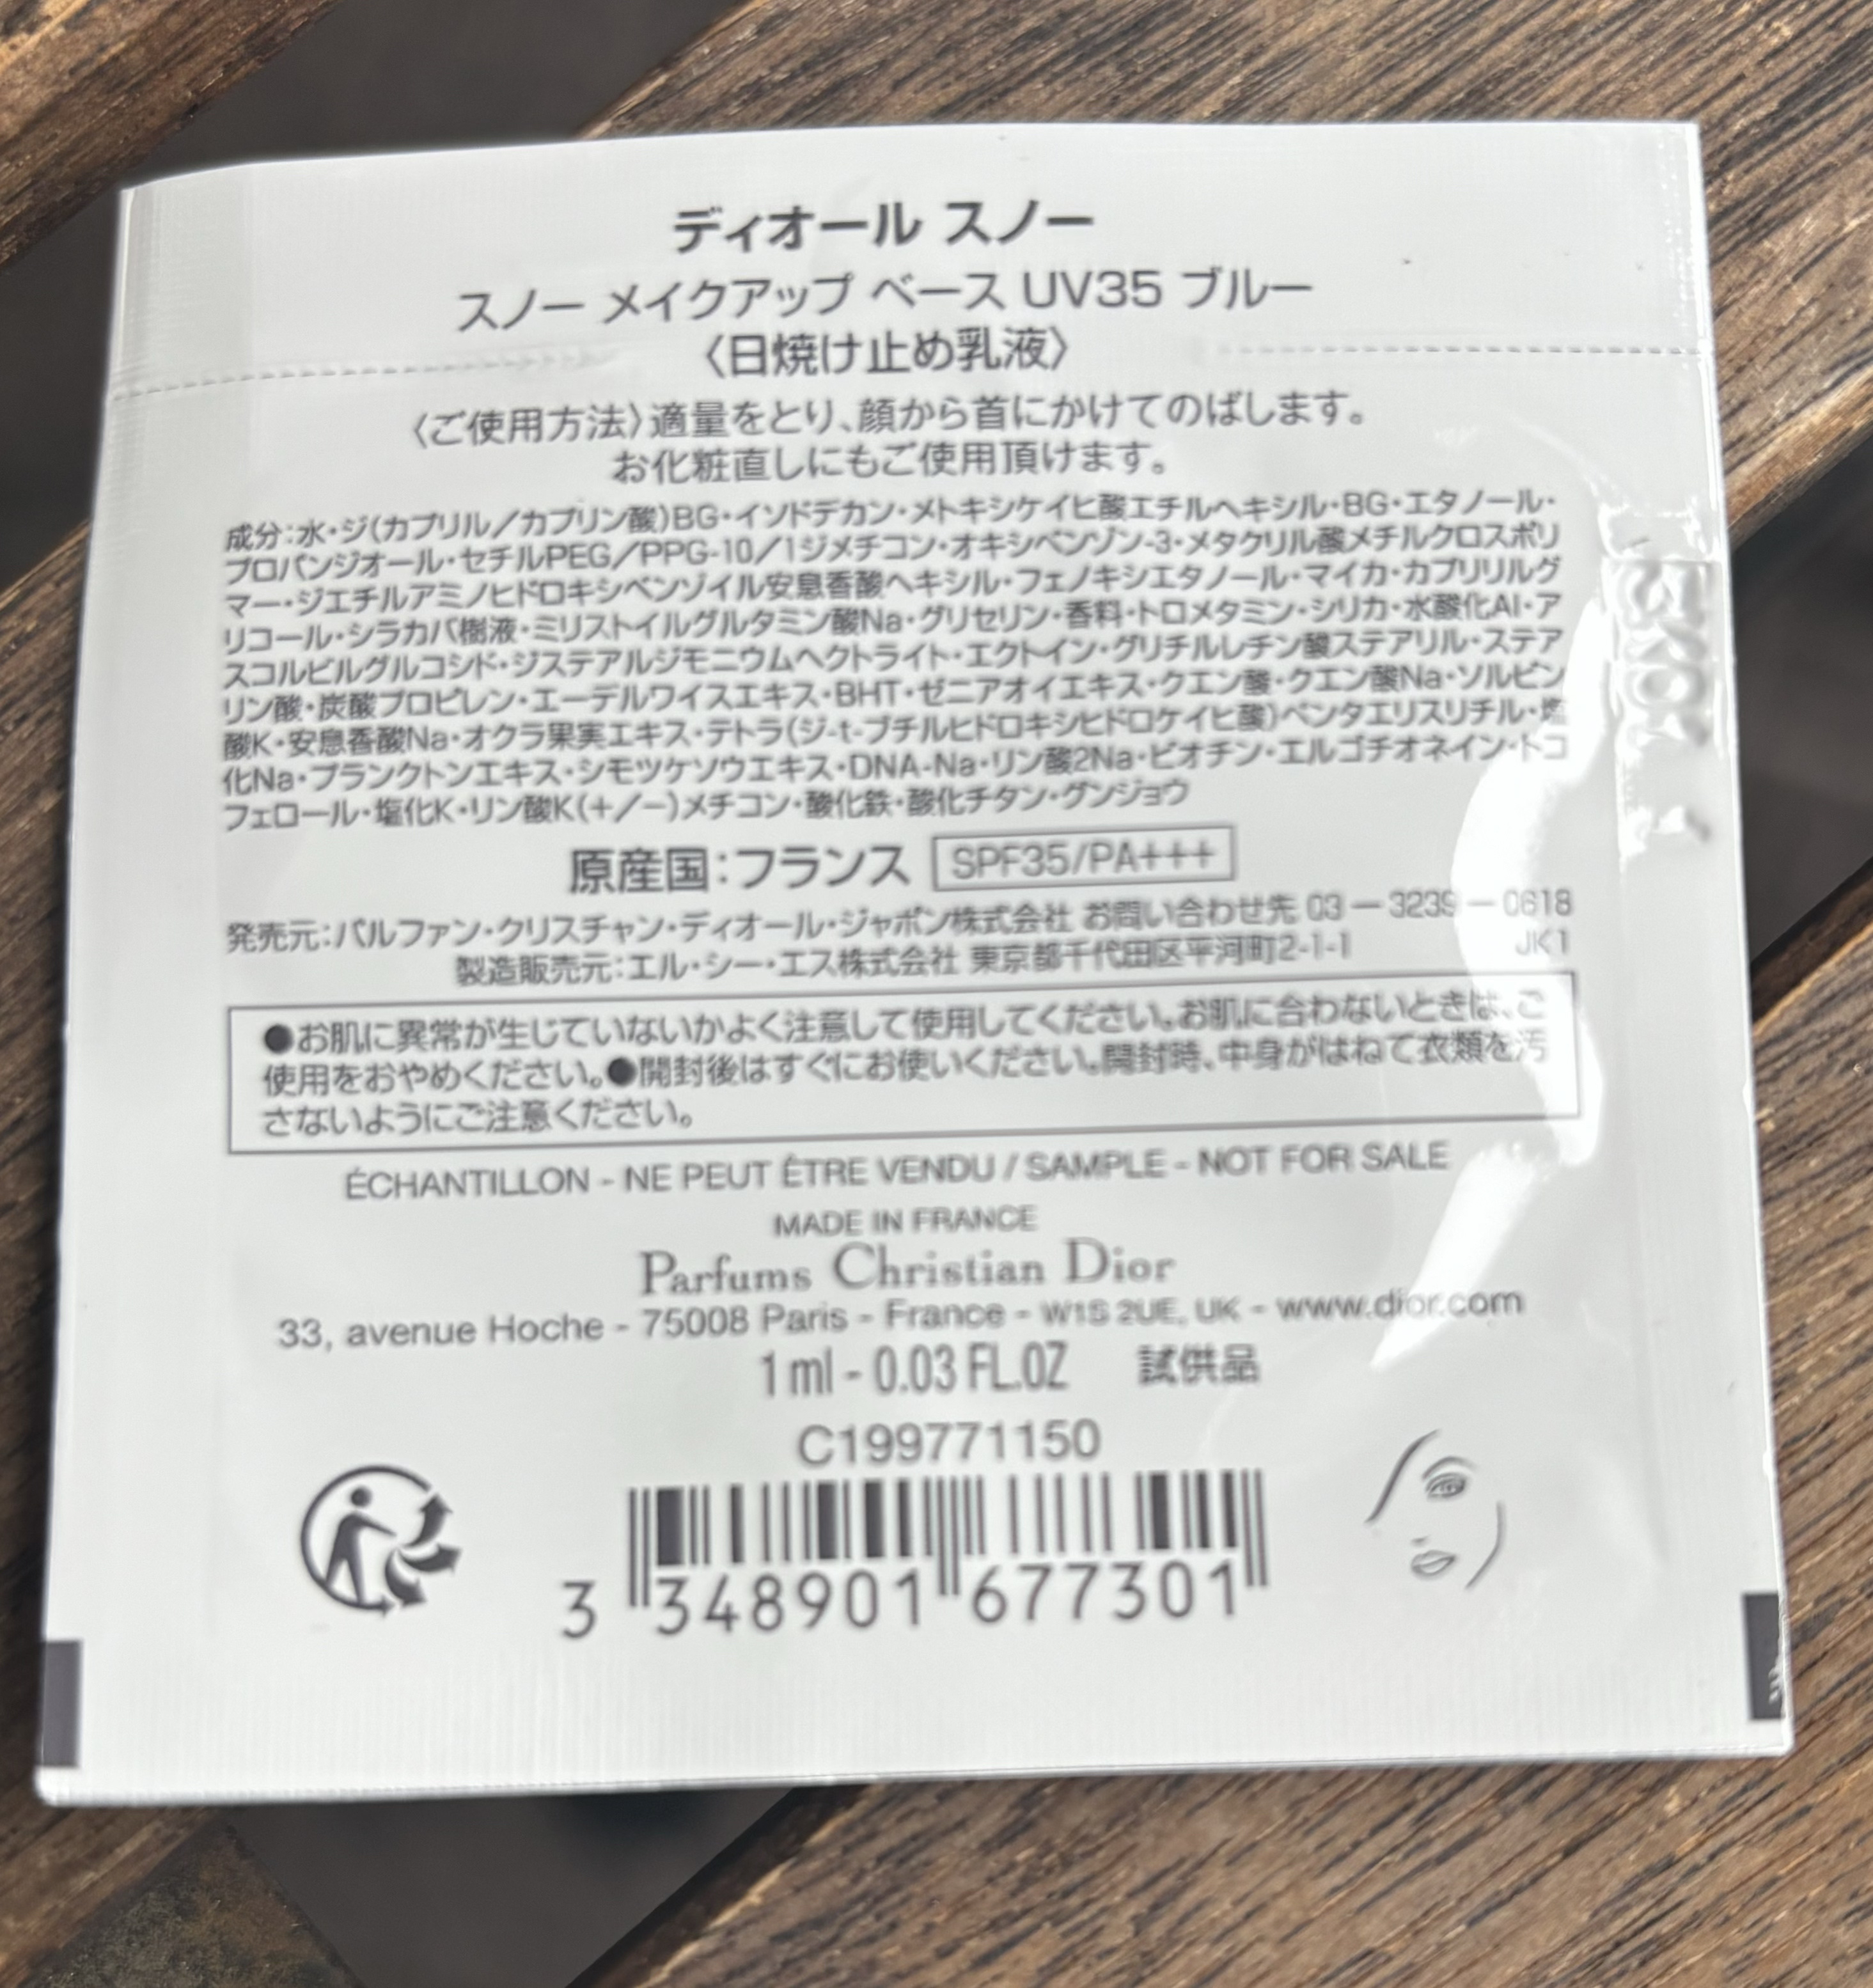 ディオール スノー
スノー メイクアップ ベース UV35 ブルー
〈日焼け止め乳液〉
〈ご使用方法〉適量をとり、顔から首にかけてのばします。
お化粧直しにもご使用頂けます。
成分：水・ジ(カプリル／カプリン酸)BG・イソドデカン・メトキシケイヒ酸エチルヘキシル・BG・エタノール・
プロパンジオール・セチルPEG／PPG-10／1ジメチコン・オキシベンゾン-3・メタクリル酸メチルクロスポリ
マー・ジエチルアミノヒドロキシベンゾイル安息香酸ヘキシル・フェノキシエタノール・マイカ・カプリリルグ
リコール・シラカバ樹液・ミリストイルグルタミン酸Na・グリセリン・香料・トロメタミン・シリカ・水酸化Al・ア
スコルビルグルコシド・ジステアルジモニウムヘクトライト・エクトイン・グリチルレチン酸ステアリル・ステア
リン酸・炭酸プロピレン・エーデルワイスエキス・BHT・ゼニアオイエキス・クエン酸・クエン酸Na・ソルビン
酸K・安息香酸Na・オクラ果実エキス・テトラ(ジ-t-ブチルヒドロキシヒドロケイヒ酸)ペンタエリスリチル・塩
化Na・プランクトンエキス・シモツケソウエキス・DNA-Na・リン酸2Na・ビオチン・エルゴチオネイン・トコ
フェロール・塩化K・リン酸K(+／−)メチコン・酸化鉄・酸化チタン・グンジョウ
原産国：フランス SPF35/PA+++
発売元：パルファン・クリスチャン・ディオール・ジャポン株式会社 お問い合わせ先 03－3239－0618
製造販売元：エル・シー・エス株式会社 東京都千代田区平河町2-1-1 JK1
●お肌に異常が生じていないかよく注意して使用してください。お肌に合わないときは、ご
使用をおやめください。●開封後はすぐにお使いください。開封時、中身がはねて衣類を汚
さないようにご注意ください。
ÉCHANTILLON - NE PEUT ÊTRE VENDU / SAMPLE - NOT FOR SALE
MADE IN FRANCE
Parfums Christian Dior
33, avenue Hoche - 75008 Paris - France - W1S 2UE, UK - www.dior.com
1 ml - 0.03 FL.OZ 試供品
C199771150
3 348901 677301